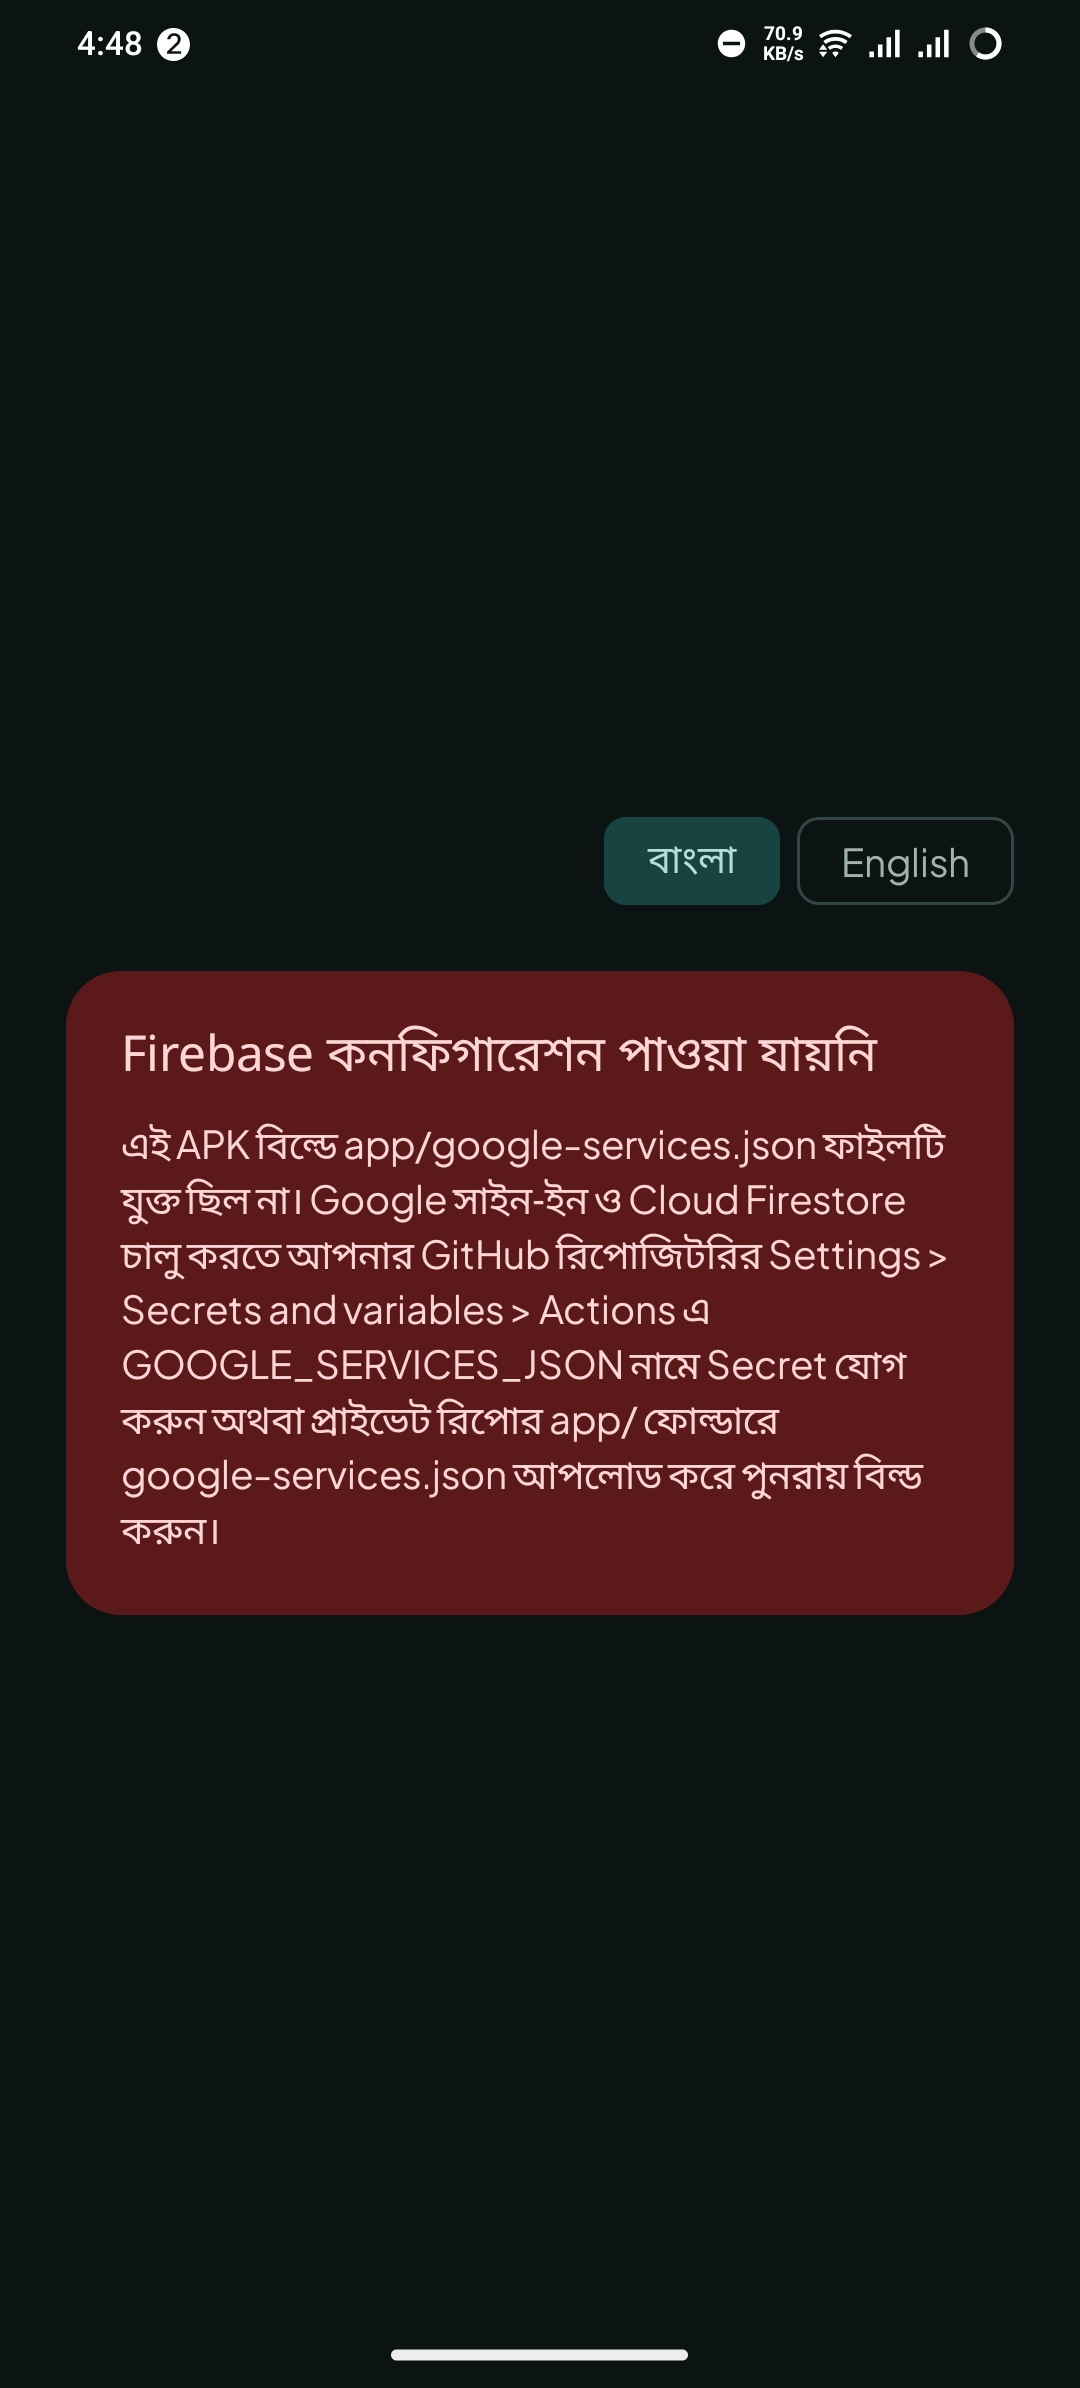 4:48 2 70.9 KB/s
বাংলা English
Firebase কনফিগারেশন পাওয়া যায়নি
এই APK বিল্ডে app/google-services.json ফাইলটি
যুক্ত ছিল না। Google সাইন-ইন ও Cloud Firestore
চালু করতে আপনার GitHub রিপোজিটরির Settings >
Secrets and variables > Actions এ
GOOGLE_SERVICES_JSON নামে Secret যোগ
করুন অথবা প্রাইভেট রিপোর app/ ফোল্ডারে
google-services.json আপলোড করে পুনরায় বিল্ড
করুন।